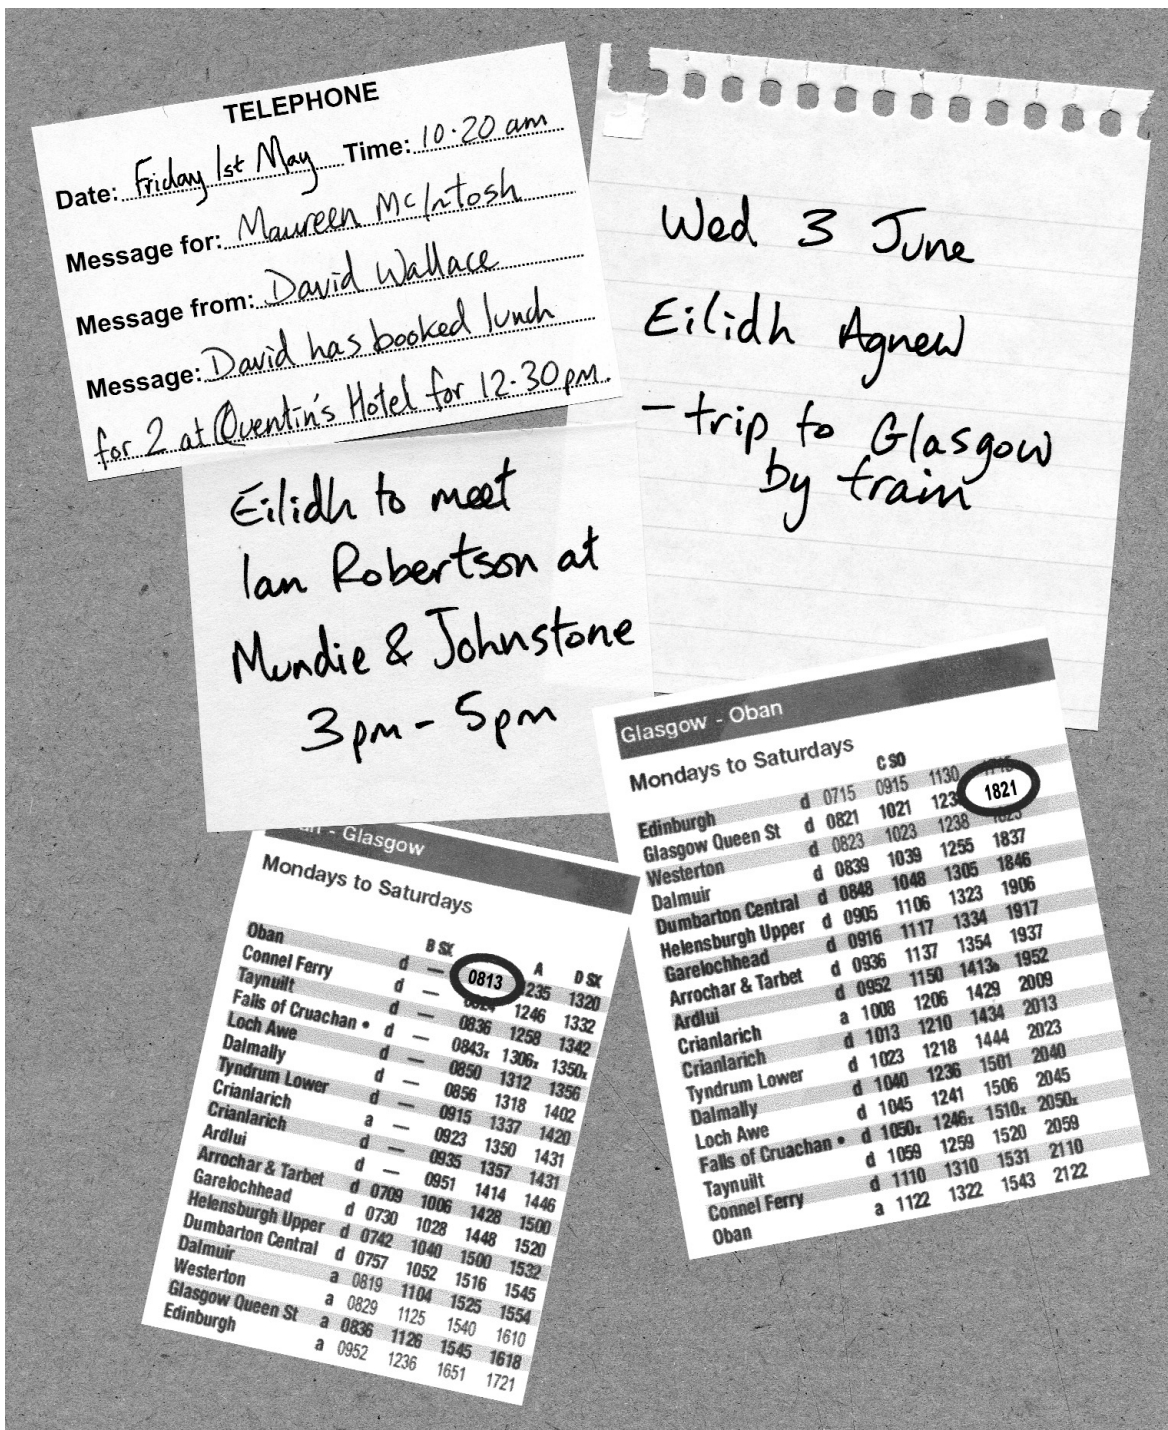 TELEPHONE
Date: Friday 1st May Time: 10.20 am
Message for: Maureen McIntosh
Message from: David Wallace
Message: David has booked lunch
for 2 at Quentin's Hotel for 12.30pm.
Wed 3 June
Eilidh Agnew
- trip to Glasgow
by train
Eilidh to meet
Ian Robertson at
Mundie & Johnstone
3pm - 5pm
Glasgow - Oban
Mondays to Saturdays
C SO
Edinburgh d 0715 0915 1130
Glasgow Queen St d 0821 1021 1821
Westerton d 0823 1023 1238
Dalmuir d 0839 1039 1255 1837
Dumbarton Central d 0848 1048 1305 1846
Helensburgh Upper d 0905 1106 1323 1906
Garelochhead d 0916 1117 1334 1917
Arrochar & Tarbet d 0936 1137 1354 1937
Ardlui d 0952 1150 1413b 1952
Crianlarich a 1008 1206 1429 2009
Crianlarich d 1013 1210 1434 2013
Tyndrum Lower d 1023 1218 1444 2023
Dalmally d 1040 1236 1501 2040
Loch Awe d 1045 1241 1506 2045
Falls of Cruachan • d 1050x 1246x 1510x 2050x
Taynuilt d 1059 1259 1520 2059
Connel Ferry d 1110 1310 1531 2110
Oban a 1122 1322 1543 2122
- Glasgow
Mondays to Saturdays
B SX A D SX
Oban d — 0813 1235 1320
Connel Ferry d — 1246 1332
Taynuilt d — 0836 1258 1342
Falls of Cruachan • d — 0843x 1306x 1350x
Loch Awe d — 0850 1312 1356
Dalmally d — 0856 1318 1402
Tyndrum Lower d — 0915 1337 1420
Crianlarich a — 0923 1350 1431
Crianlarich d — 0935 1357 1431
Ardlui d — 0951 1414 1446
Arrochar & Tarbet d 0709 1006 1428 1500
Garelochhead d 0730 1028 1448 1520
Helensburgh Upper d 0742 1040 1500 1532
Dumbarton Central d 0757 1052 1516 1545
Dalmuir a 0819 1104 1525 1554
Westerton a 0829 1125 1540 1610
Glasgow Queen St a 0836 1126 1545 1618
Edinburgh a 0952 1236 1651 1721